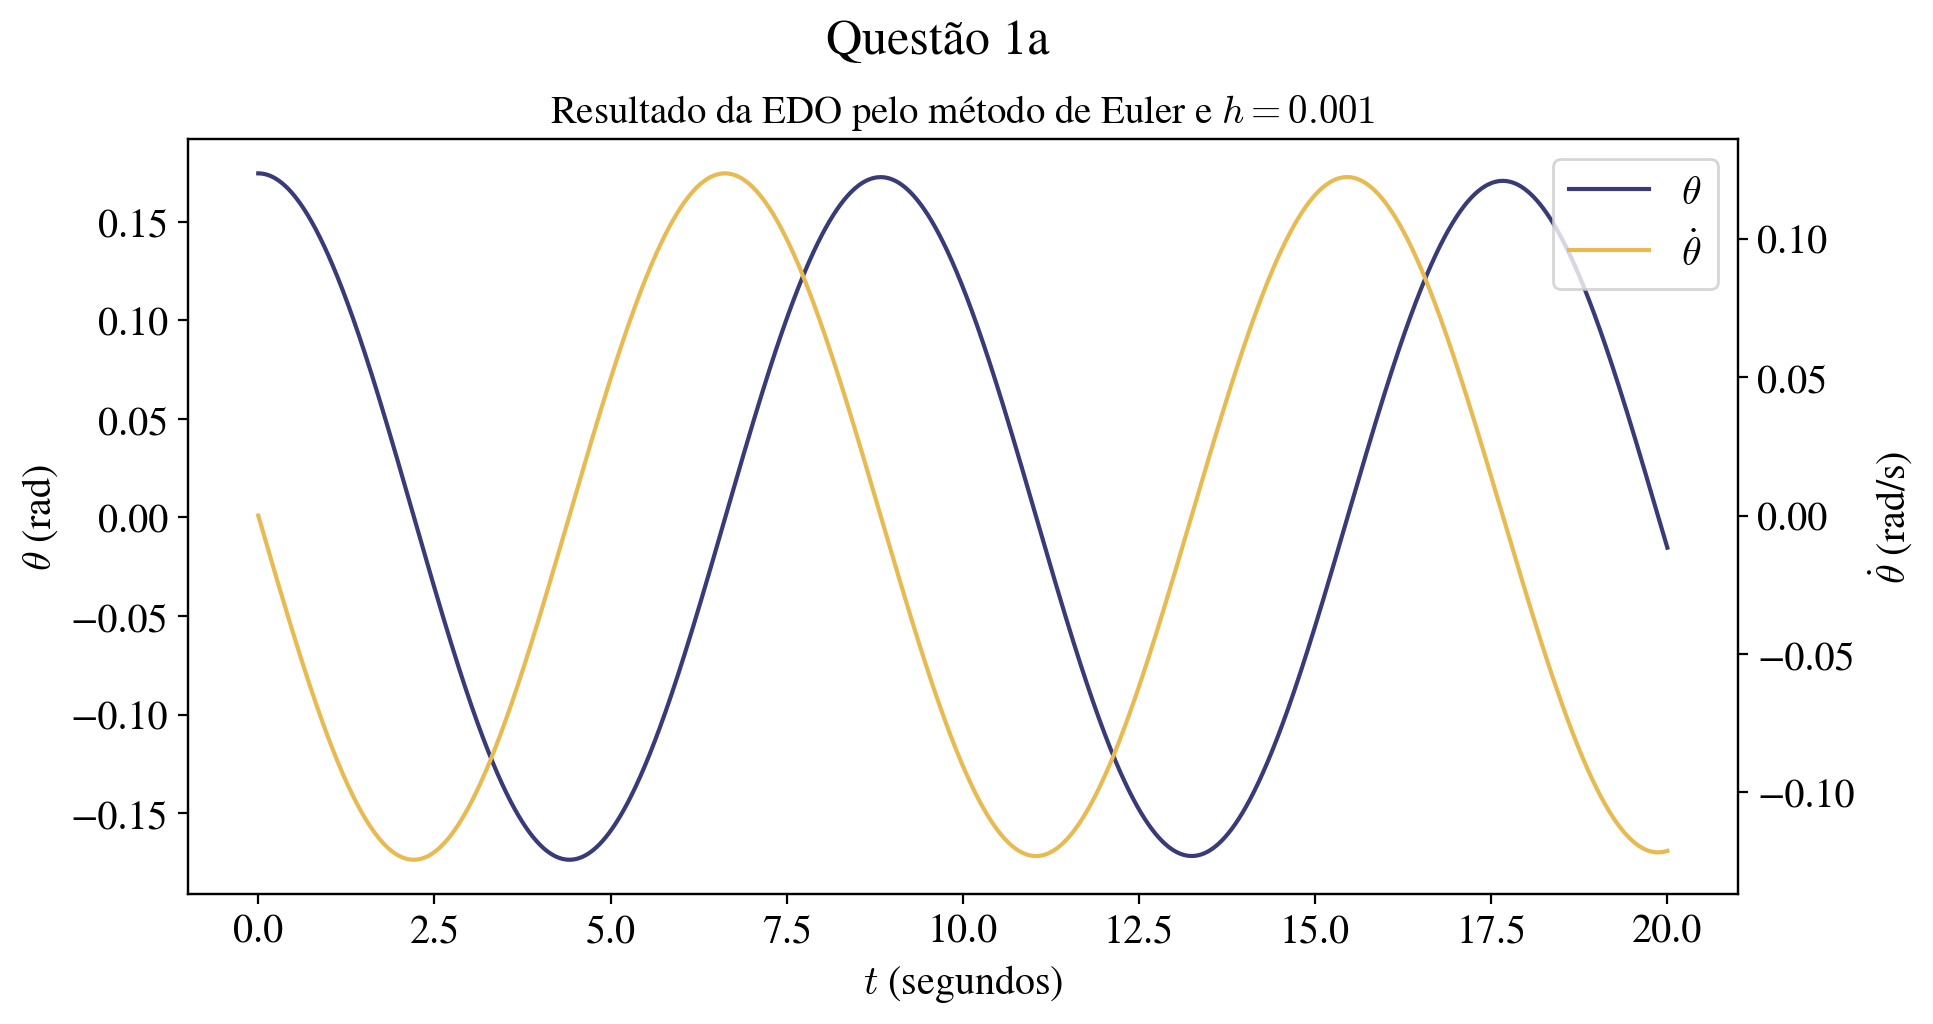 Questão 1a
Resultado da EDO pelo método de Euler e h = 0.001
θ
θ̇
0.15
0.10
0.05
0.00
−0.05
−0.10
−0.15
θ (rad)
0.10
0.05
0.00
−0.05
−0.10
θ̇ (rad/s)
0.0 2.5 5.0 7.5 10.0 12.5 15.0 17.5 20.0
t (segundos)